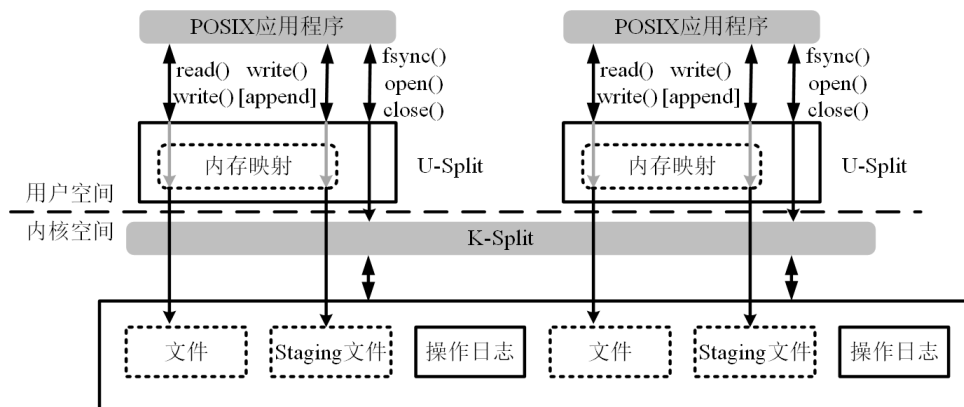 POSIX应用程序
POSIX应用程序
read()
write()
fsync()
write() [append]
open()
close()
read()
write()
fsync()
write() [append]
open()
close()
内存映射
U-Split
内存映射
U-Split
用户空间
内核空间
K-Split
文件
Staging文件
操作日志
文件
Staging文件
操作日志